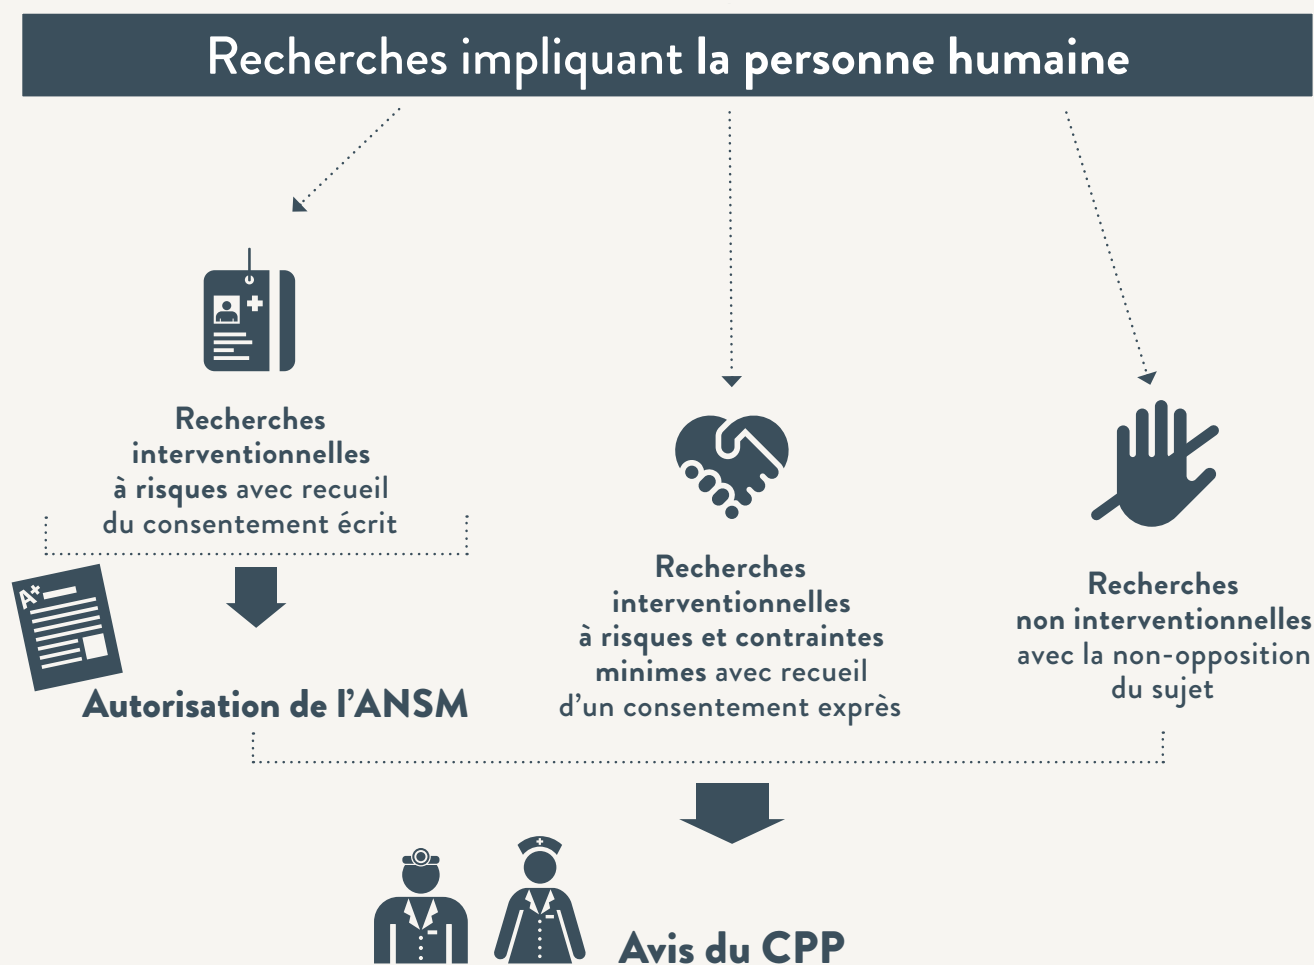 Recherches impliquant la personne humaine
Recherches
interventionnelles
à risques avec recueil
du consentement écrit
A+
Autorisation de l'ANSM
Recherches
interventionnelles
à risques et contraintes
minimes avec recueil
d'un consentement exprès
Recherches
non interventionnelles
avec la non-opposition
du sujet
Avis du CPP